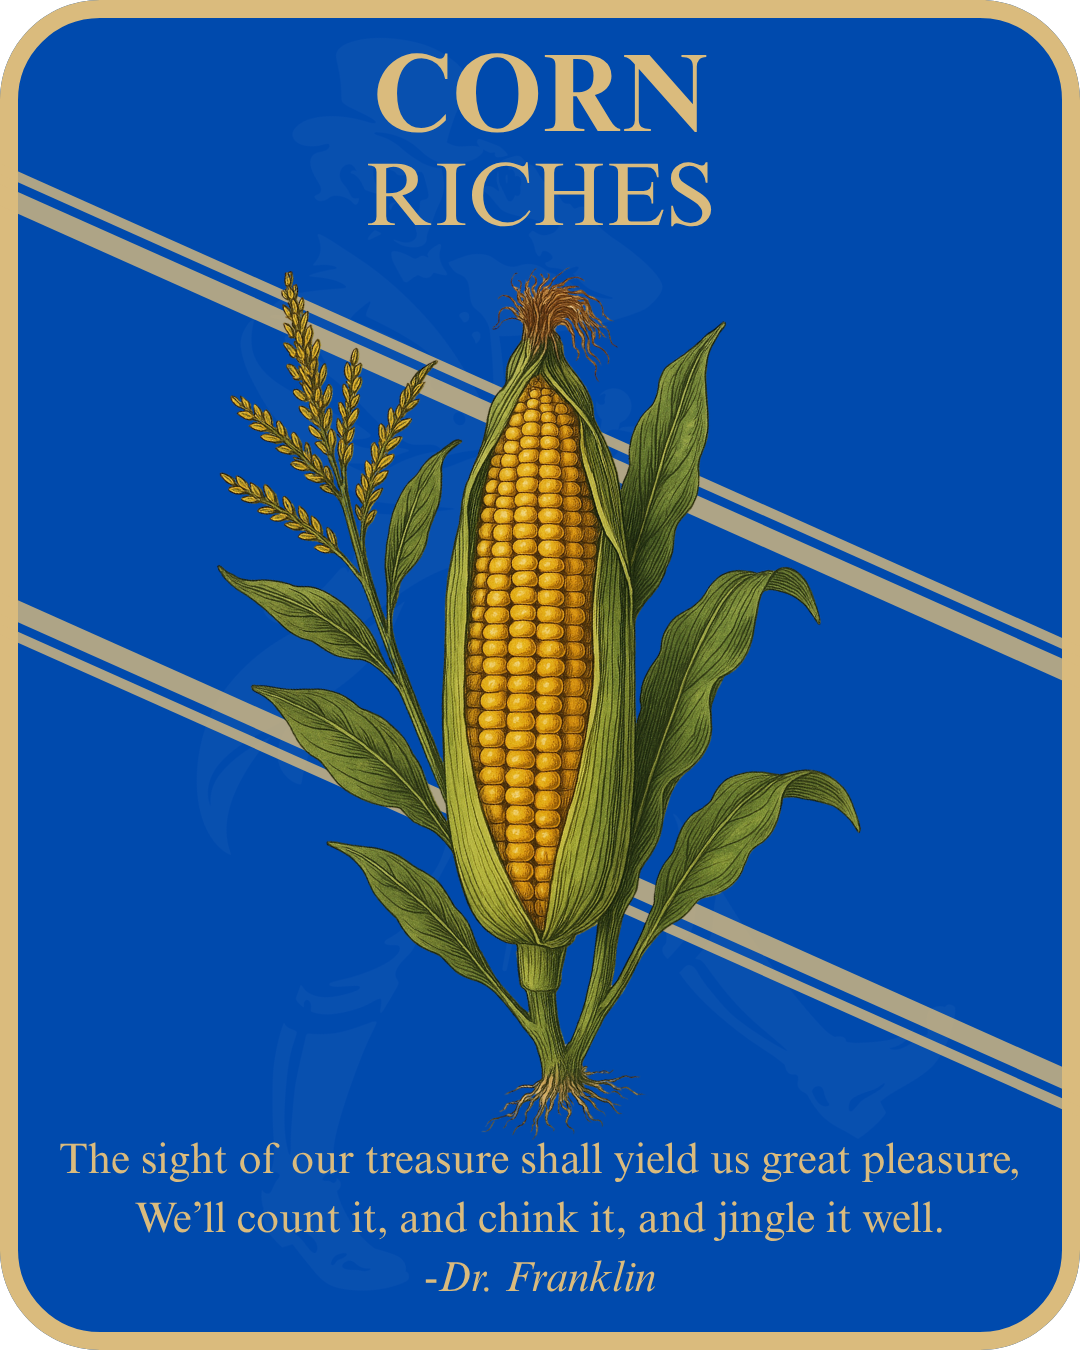 CORN
RICHES
The sight of our treasure shall yield us great pleasure,
We’ll count it, and chink it, and jingle it well.
-Dr. Franklin